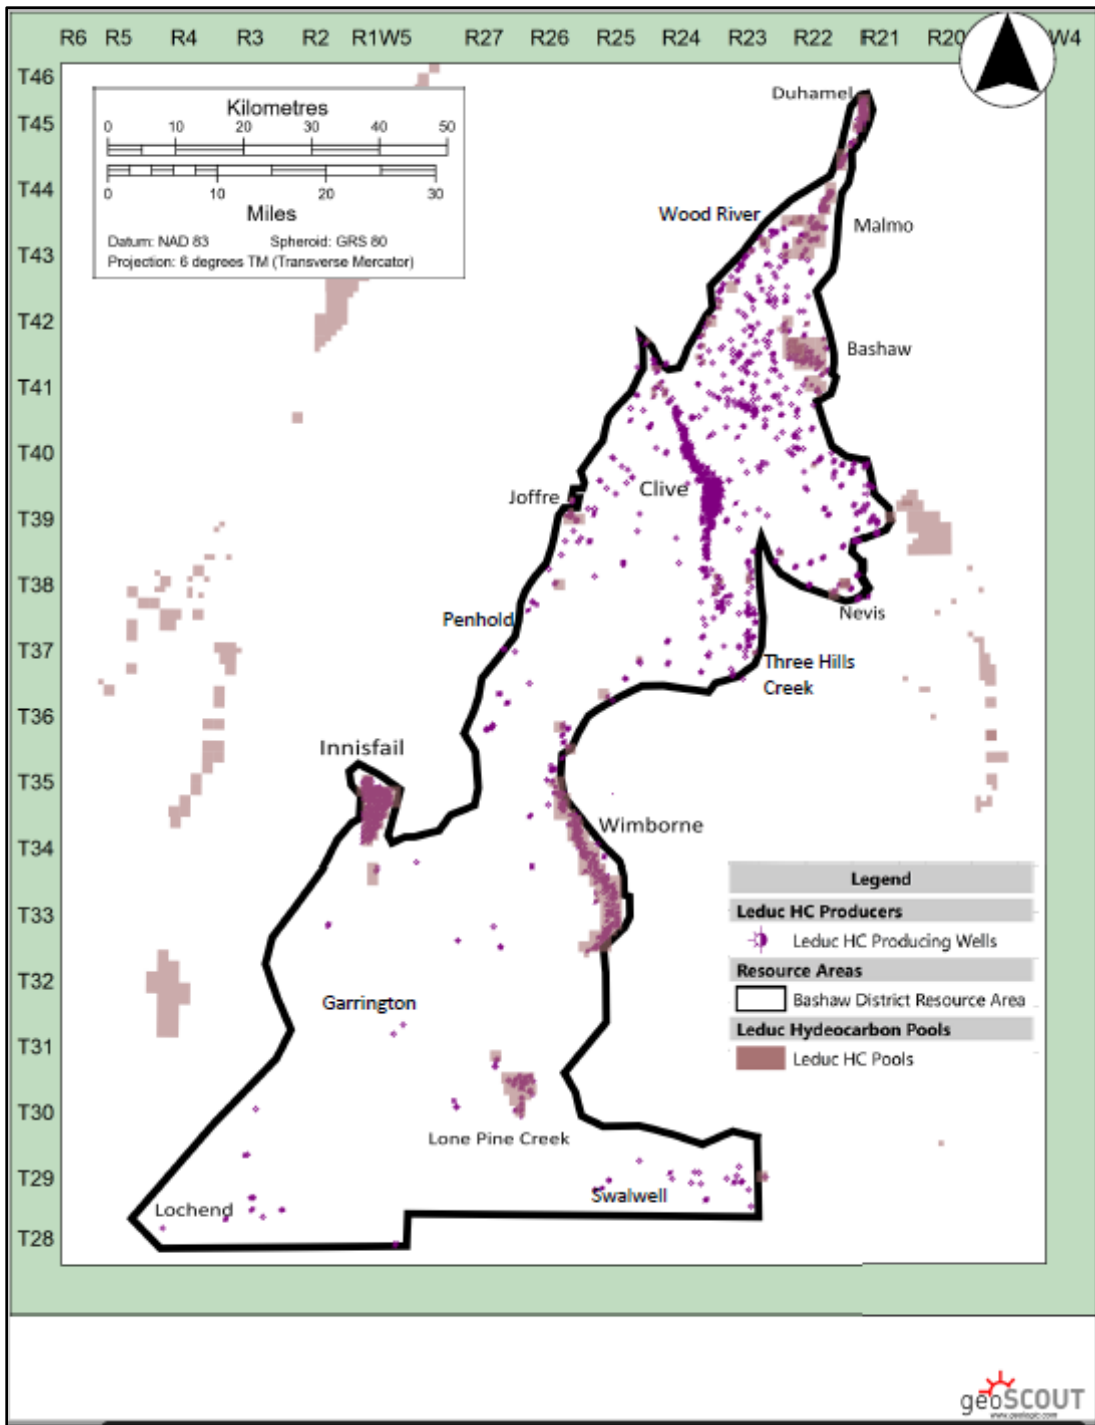 R6 R5 R4 R3 R2 R1W5 R27 R26 R25 R24 R23 R22 R21 R20 W4
T46
T45
T44
T43
T42
T41
T40
T39
T38
T37
T36
T35
T34
T33
T32
T31
T30
T29
T28
Kilometres
0 10 20 30 40 50
0 10 20 30
Miles
Datum: NAD 83 Spheroid: GRS 80
Projection: 6 degrees TM (Transverse Mercator)
Duhamel
Wood River
Malmo
Bashaw
Clive
Joffre
Nevis
Penhold
Three Hills
Creek
Innisfail
Wimborne
Garrington
Lone Pine Creek
Swalwell
Lochend
Legend
Leduc HC Producers
Leduc HC Producing Wells
Resource Areas
Bashaw District Resource Area
Leduc Hydeocarbon Pools
Leduc HC Pools
geoSCOUT
www.geologic.com